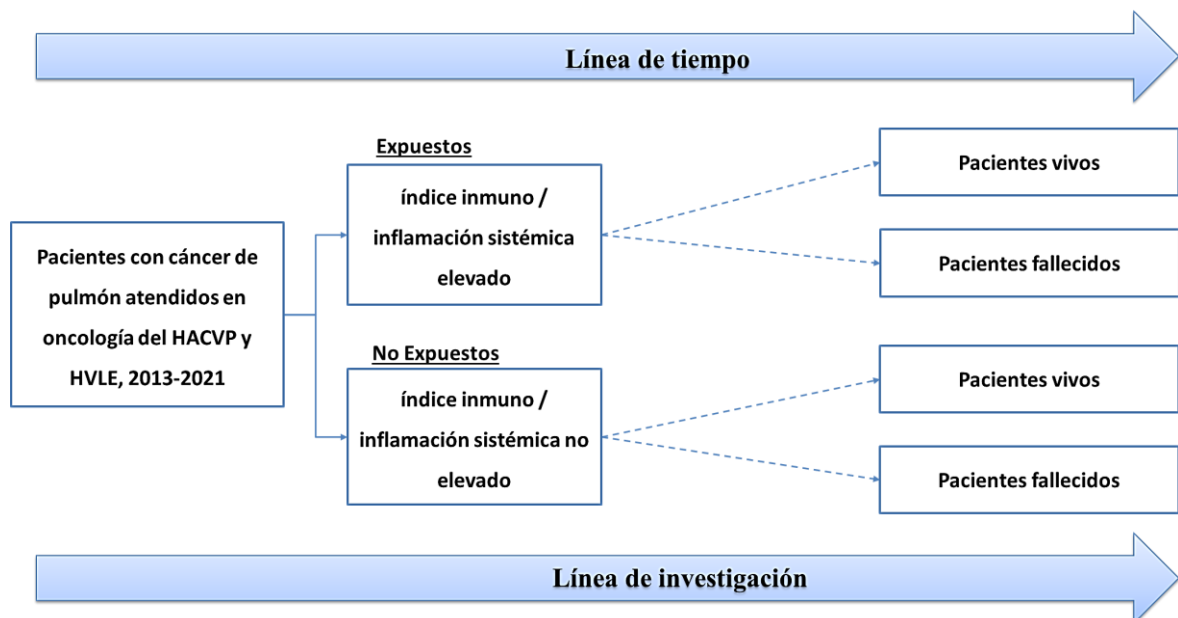 Línea de tiempo
Expuestos
índice inmuno /
inflamación sistémica
elevado
Pacientes vivos
Pacientes fallecidos
Pacientes con cáncer de
pulmón atendidos en
oncología del HACVP y
HVLE, 2013-2021
No Expuestos
índice inmuno /
inflamación sistémica no
elevado
Pacientes vivos
Pacientes fallecidos
Línea de investigación